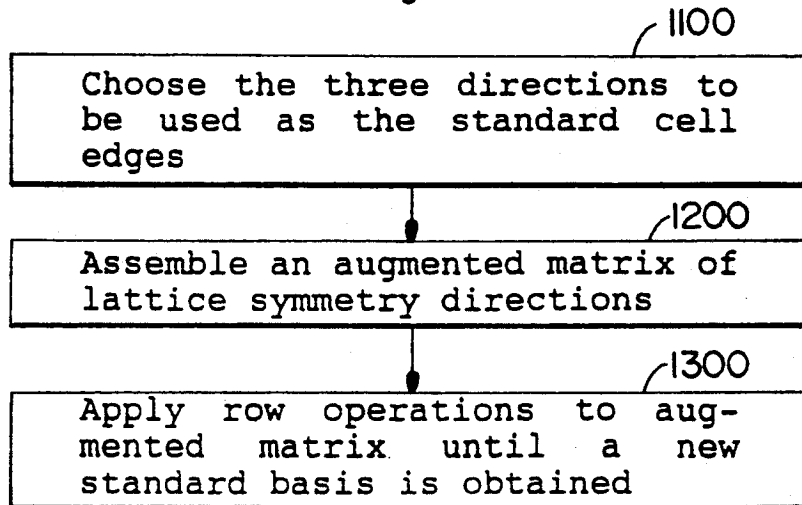 1100
Choose the three directions to
be used as the standard cell
edges
1200
Assemble an augmented matrix of
lattice symmetry directions
1300
Apply row operations to aug-
mented matrix until a new
standard basis is obtained